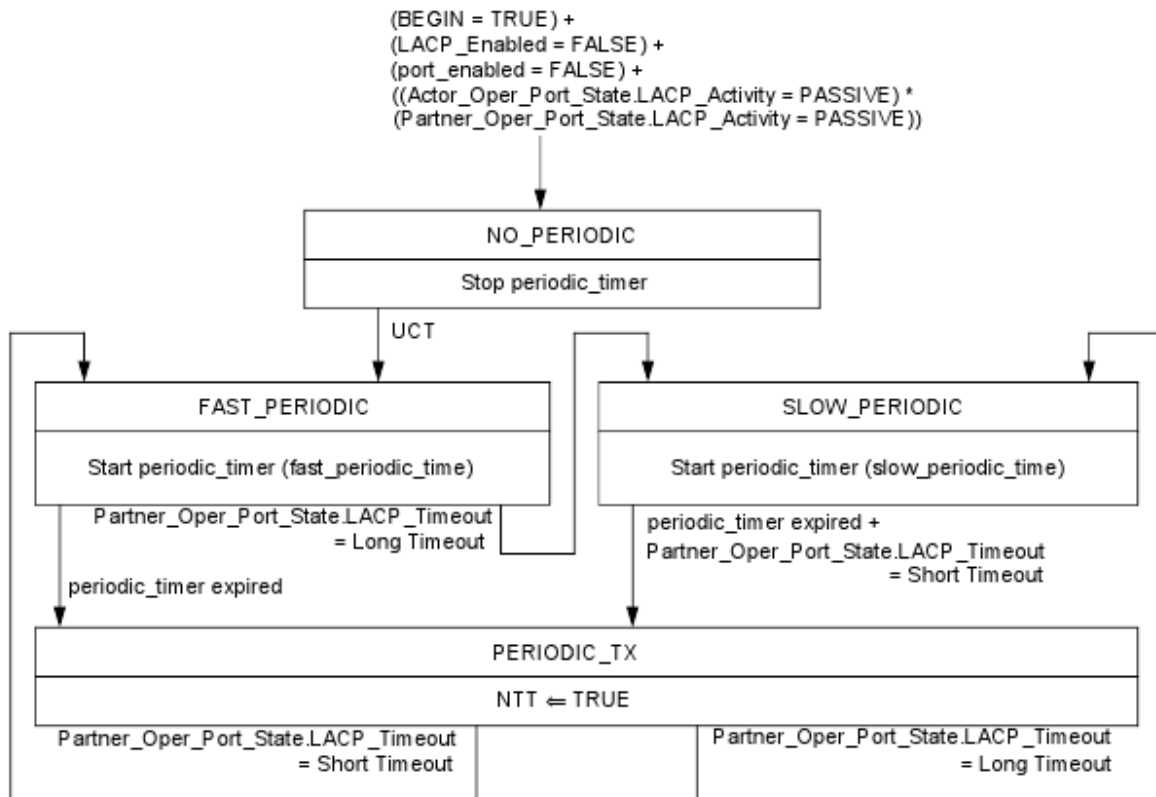 (BEGIN = TRUE) +
(LACP_Enabled = FALSE) +
(port_enabled = FALSE) +
((Actor_Oper_Port_State.LACP_Activity = PASSIVE) *
(Partner_Oper_Port_State.LACP_Activity = PASSIVE))
NO_PERIODIC
Stop periodic_timer
UCT
FAST_PERIODIC
Start periodic_timer (fast_periodic_time)
SLOW_PERIODIC
Start periodic_timer (slow_periodic_time)
Partner_Oper_Port_State.LACP_Timeout
= Long Timeout
periodic_timer expired
periodic_timer expired +
Partner_Oper_Port_State.LACP_Timeout
= Short Timeout
PERIODIC_TX
NTT ⇐ TRUE
Partner_Oper_Port_State.LACP_Timeout
= Short Timeout
Partner_Oper_Port_State.LACP_Timeout
= Long Timeout